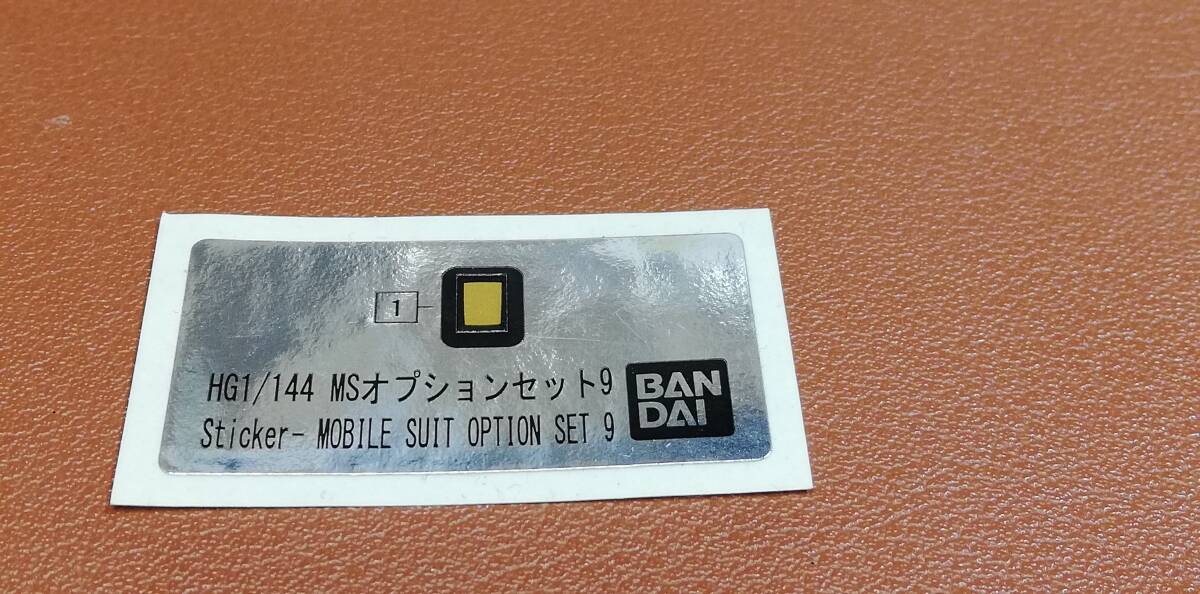 1
HG1/144 MSオプションセット9
Sticker- MOBILE SUIT OPTION SET 9
BAN
DAI